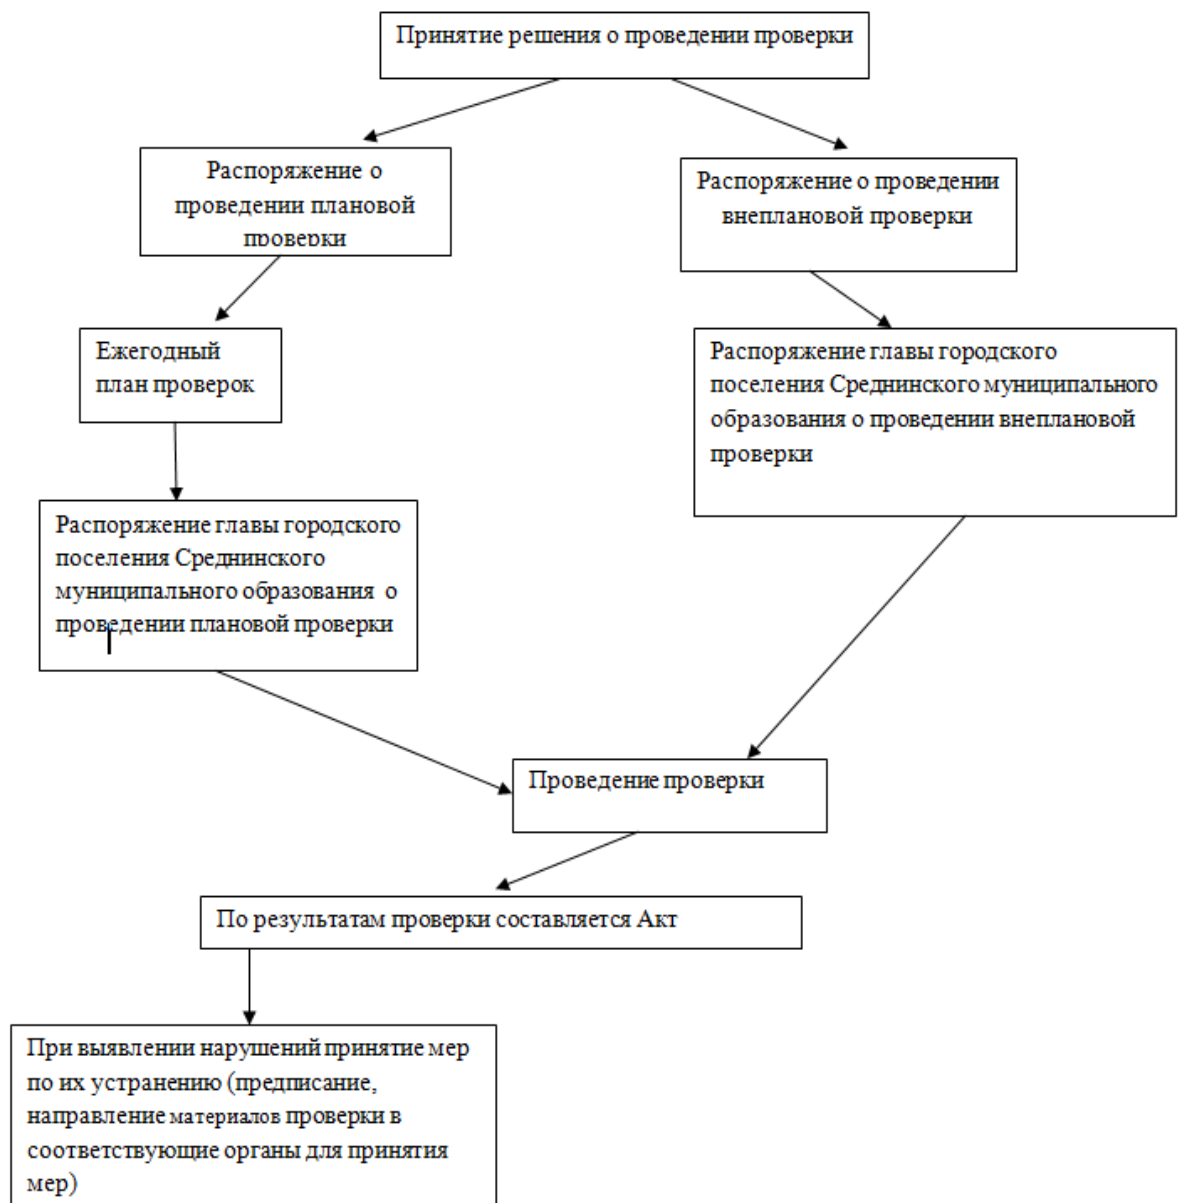 Принятие решения о проведении проверки
Распоряжение о
проведении плановой
проверки
Распоряжение о проведении
внеплановой проверки
Ежегодный
план проверок
Распоряжение главы городского
поселения Среднинского муниципального
образования о проведении внеплановой
проверки
Распоряжение главы городского
поселения Среднинского
муниципального образования о
проведении плановой проверки
Проведение проверки
По результатам проверки составляется Акт
При выявлении нарушений принятие мер
по их устранению (предписание,
направление материалов проверки в
соответствующие органы для принятия
мер)